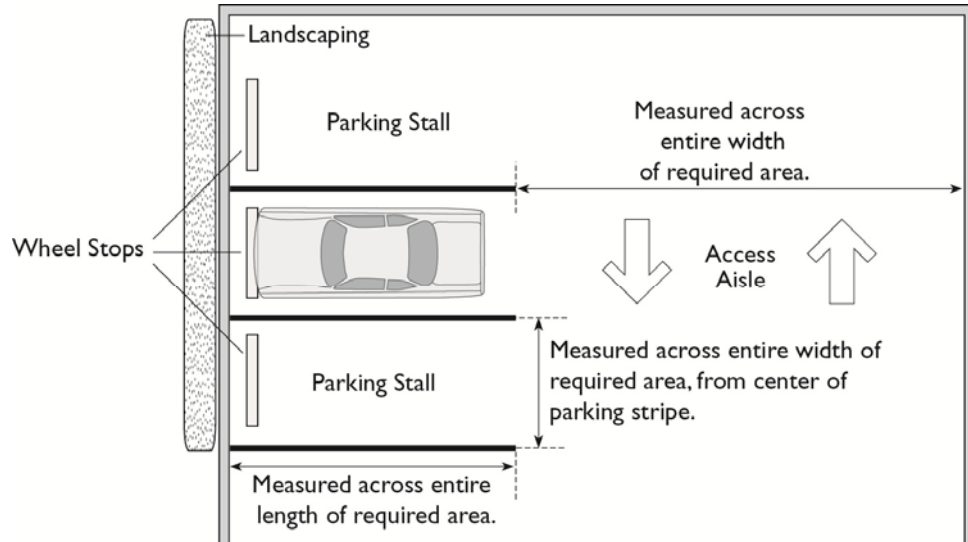 Landscaping
Parking Stall
Measured across
entire width
of required area.
Wheel Stops
Access
Aisle
Measured across entire width of
required area, from center of
parking stripe.
Parking Stall
Measured across entire
length of required area.